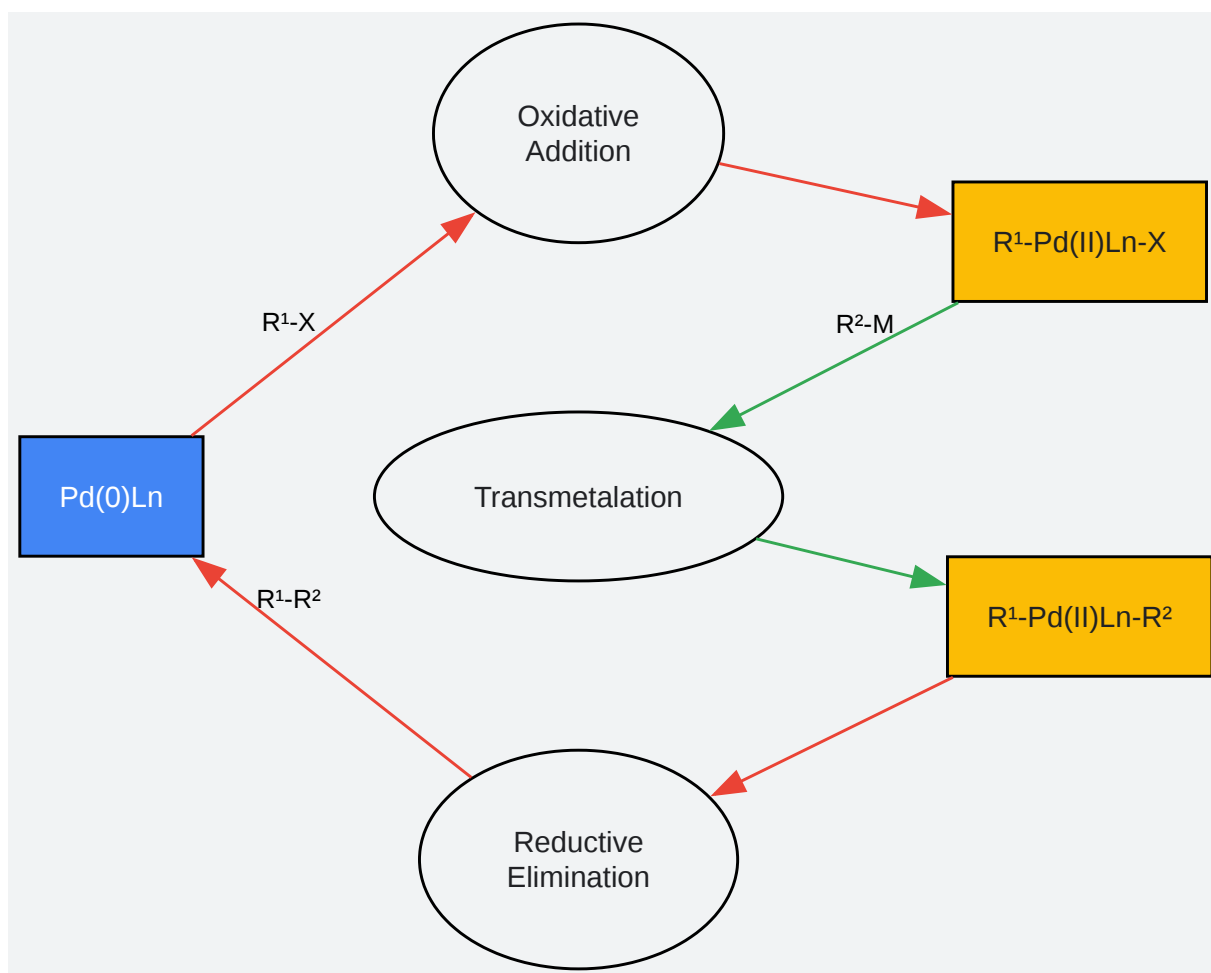 Oxidative
Addition
R¹-Pd(II)Ln-X
R¹-X
R²-M
Pd(0)Ln
Transmetalation
R¹-R²
R¹-Pd(II)Ln-R²
Reductive
Elimination